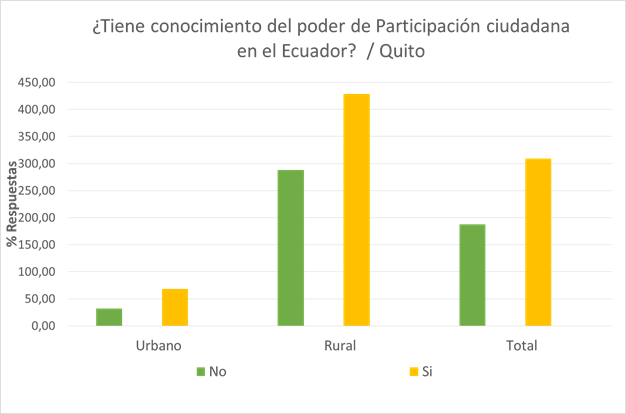 ¿Tiene conocimiento del poder de Participación ciudadana
en el Ecuador?  / Quito
450,00
400,00
350,00
300,00
250,00
200,00
150,00
100,00
50,00
0,00
% Respuestas
Urbano
Rural
Total
No
Si